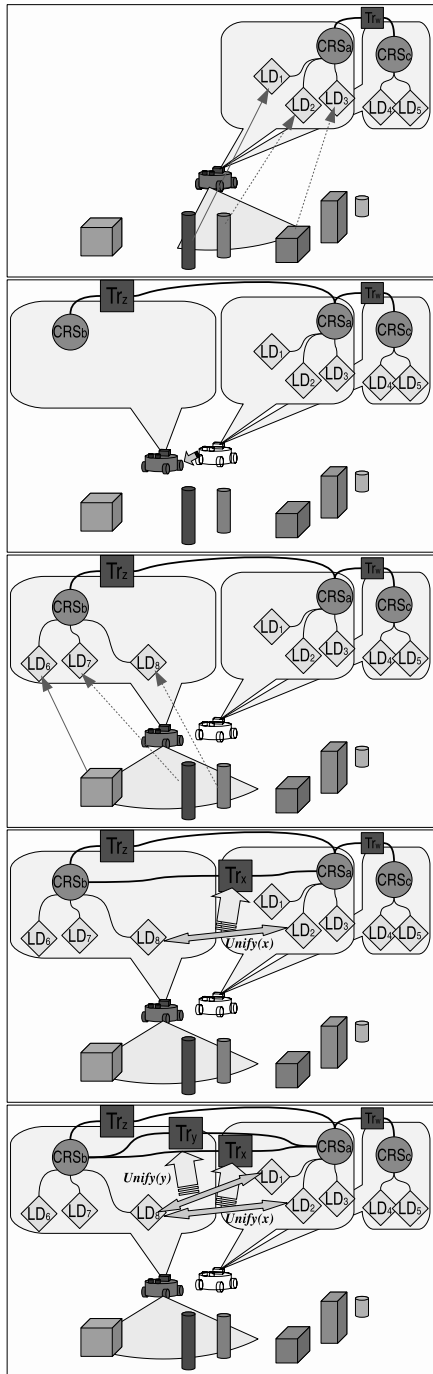 Trw
CRSa
CRSc
LD1
LD2
LD3
LD4
LD5
Trz
Trw
CRSb
CRSa
CRSc
LD1
LD2
LD3
LD4
LD5
Trz
Trw
CRSb
CRSa
CRSc
LD1
LD6
LD7
LD8
LD2
LD3
LD4
LD5
Trz
Trw
CRSb
Trx
CRSa
CRSc
LD1
LD6
LD7
LD8
LD2
LD3
LD4
LD5
Unify(x)
Trz
Try
Trw
CRSb
Trx
CRSa
CRSc
Unify(y)
LD1
LD6
LD7
LD8
LD2
LD3
LD4
LD5
Unify(x)